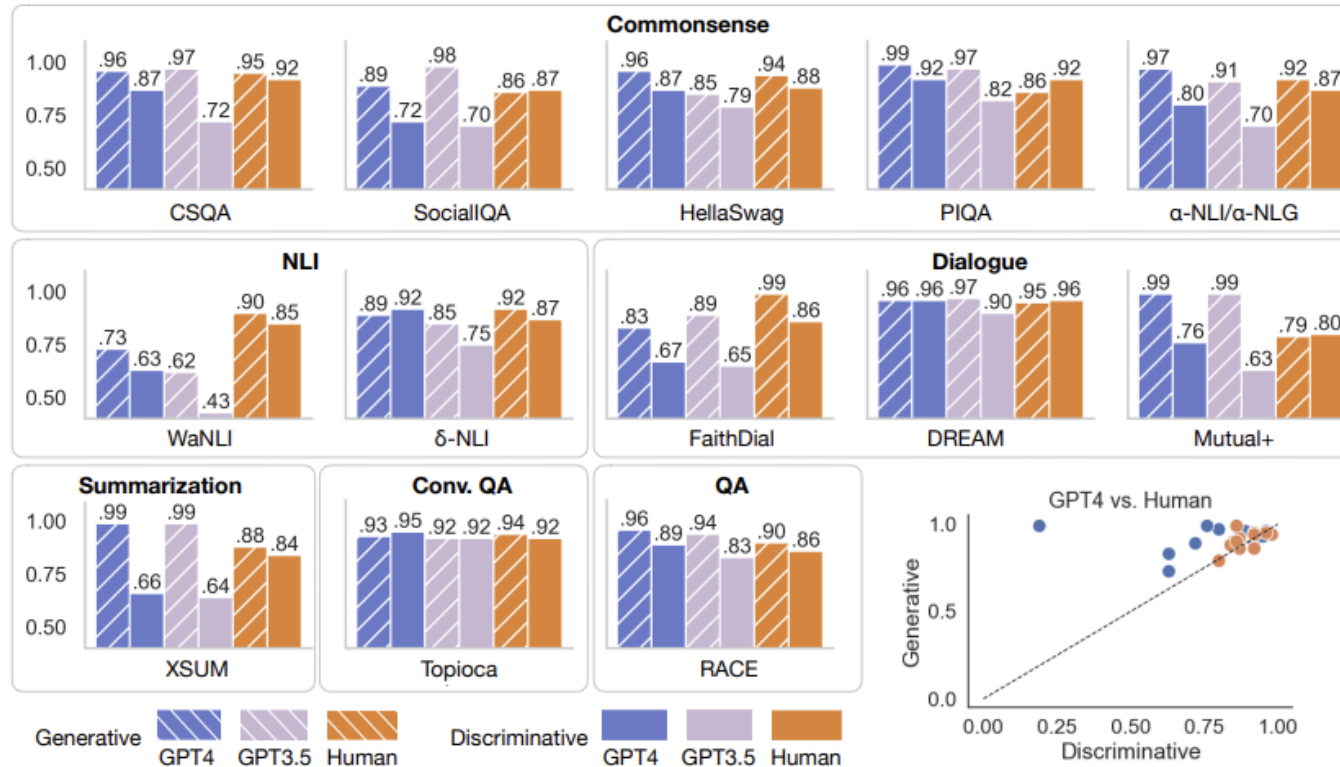 Commonsense
1.00
0.75
0.50
.96 .87 .97 .72 .95 .92
CSQA
.89 .72 .98 .70 .86 .87
SocialIQA
.96 .87 .85 .79 .94 .88
HellaSwag
.99 .92 .97 .82 .86 .92
PIQA
.97 .80 .91 .70 .92 .87
α-NLI/α-NLG
NLI
1.00
0.75
0.50
.73 .63 .62 .43 .90 .85
WaNLI
.89 .92 .85 .75 .92 .87
δ-NLI
Dialogue
.83 .67 .89 .65 .99 .86
FaithDial
.96 .96 .97 .90 .95 .96
DREAM
.99 .76 .99 .63 .79 .80
Mutual+
Summarization
1.00
0.75
0.50
.99 .66 .99 .64 .88 .84
XSUM
Conv. QA
.93 .95 .92 .92 .94 .92
Topioca
QA
.96 .89 .94 .83 .90 .86
RACE
GPT4 vs. Human
Generative
1.0
0.5
0.0
0.00 0.25 0.50 0.75 1.00
Discriminative
Generative
GPT4 GPT3.5 Human
Discriminative
GPT4 GPT3.5 Human